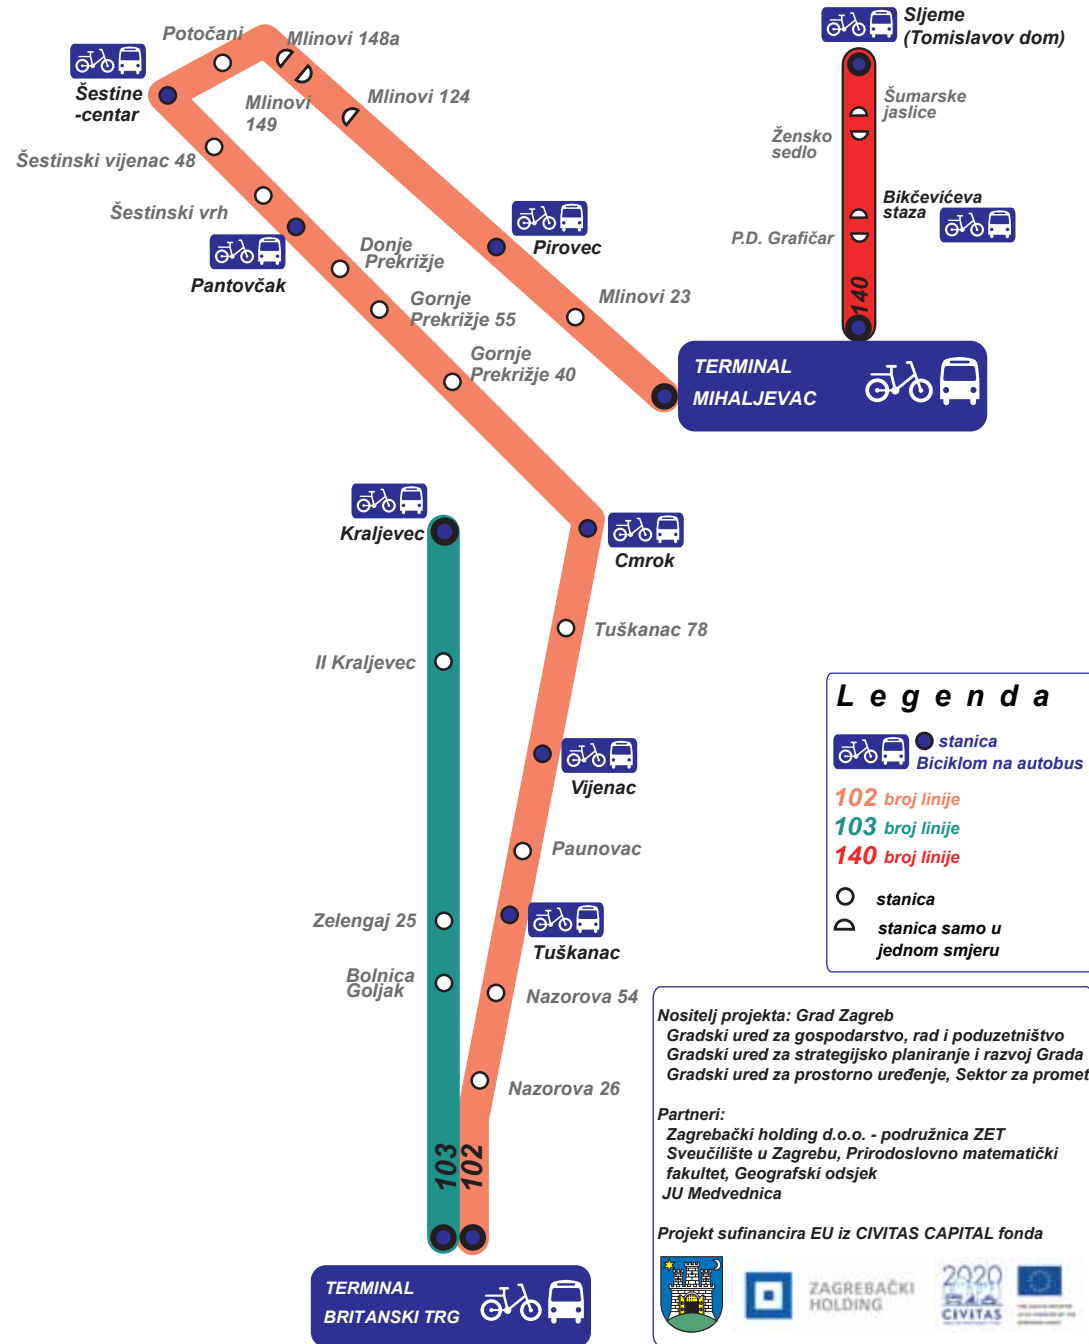 Potočani
Mlinovi 148a
Šestine
-centar
Mlinovi
149
Mlinovi 124
Šestinski vijenac 48
Šestinski vrh
Pantovčak
Donje
Prekrižje
Gornje
Prekrižje 55
Gornje
Prekrižje 40
Pirovec
Mlinovi 23
Sljeme
(Tomislavov dom)
Šumarske
jaslice
Žensko
sedlo
Bikčevićeva
staza
P.D. Grafičar
140
TERMINAL
MIHALJEVAC
Kraljevec
Cmrok
II Kraljevec
Tuškanac 78
Vijenac
Paunovac
Zelengaj 25
Tuškanac
Bolnica
Goljak
Nazorova 54
Nazorova 26
103
102
TERMINAL
BRITANSKI TRG
Legenda
stanica
Biciklom na autobus
102 broj linije
103 broj linije
140 broj linije
stanica
stanica samo u
jednom smjeru
Nositelj projekta: Grad Zagreb
Gradski ured za gospodarstvo, rad i poduzetništvo
Gradski ured za strategijsko planiranje i razvoj Grada
Gradski ured za prostorno uređenje, Sektor za promet
Partneri:
Zagrebački holding d.o.o. - podružnica ZET
Sveučilište u Zagrebu, Prirodoslovno matematički
fakultet, Geografski odsjek
JU Medvednica
Projekt sufinancira EU iz CIVITAS CAPITAL fonda
ZAGREBAČKI
HOLDING
2020
CIVITAS